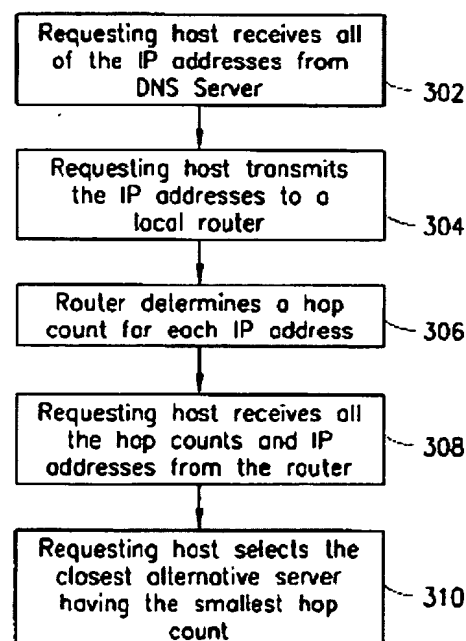 Requesting host receives all
of the IP addresses from
DNS Server
302
Requesting host transmits
the IP addresses to a
local router
304
Router determines a hop
count for each IP address
306
Requesting host receives all
the hop counts and IP
addresses from the router
308
Requesting host selects the
closest alternative server
having the smallest hop
count
310